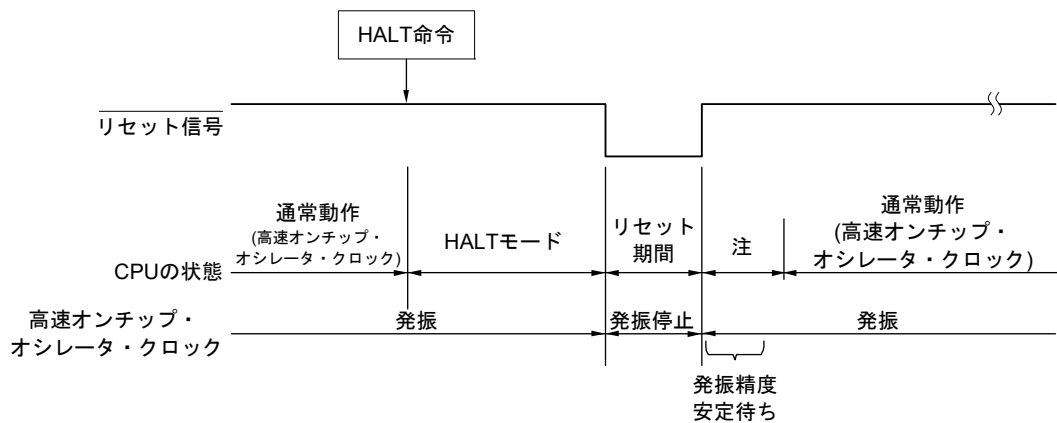 HALT命令
リセット信号
通常動作
(高速オンチップ・
オシレータ・クロック)
HALTモード
リセット
期間
注
通常動作
(高速オンチップ・
オシレータ・クロック)
CPUの状態
高速オンチップ・
オシレータ・クロック
発振
発振停止
発振
発振精度
安定待ち